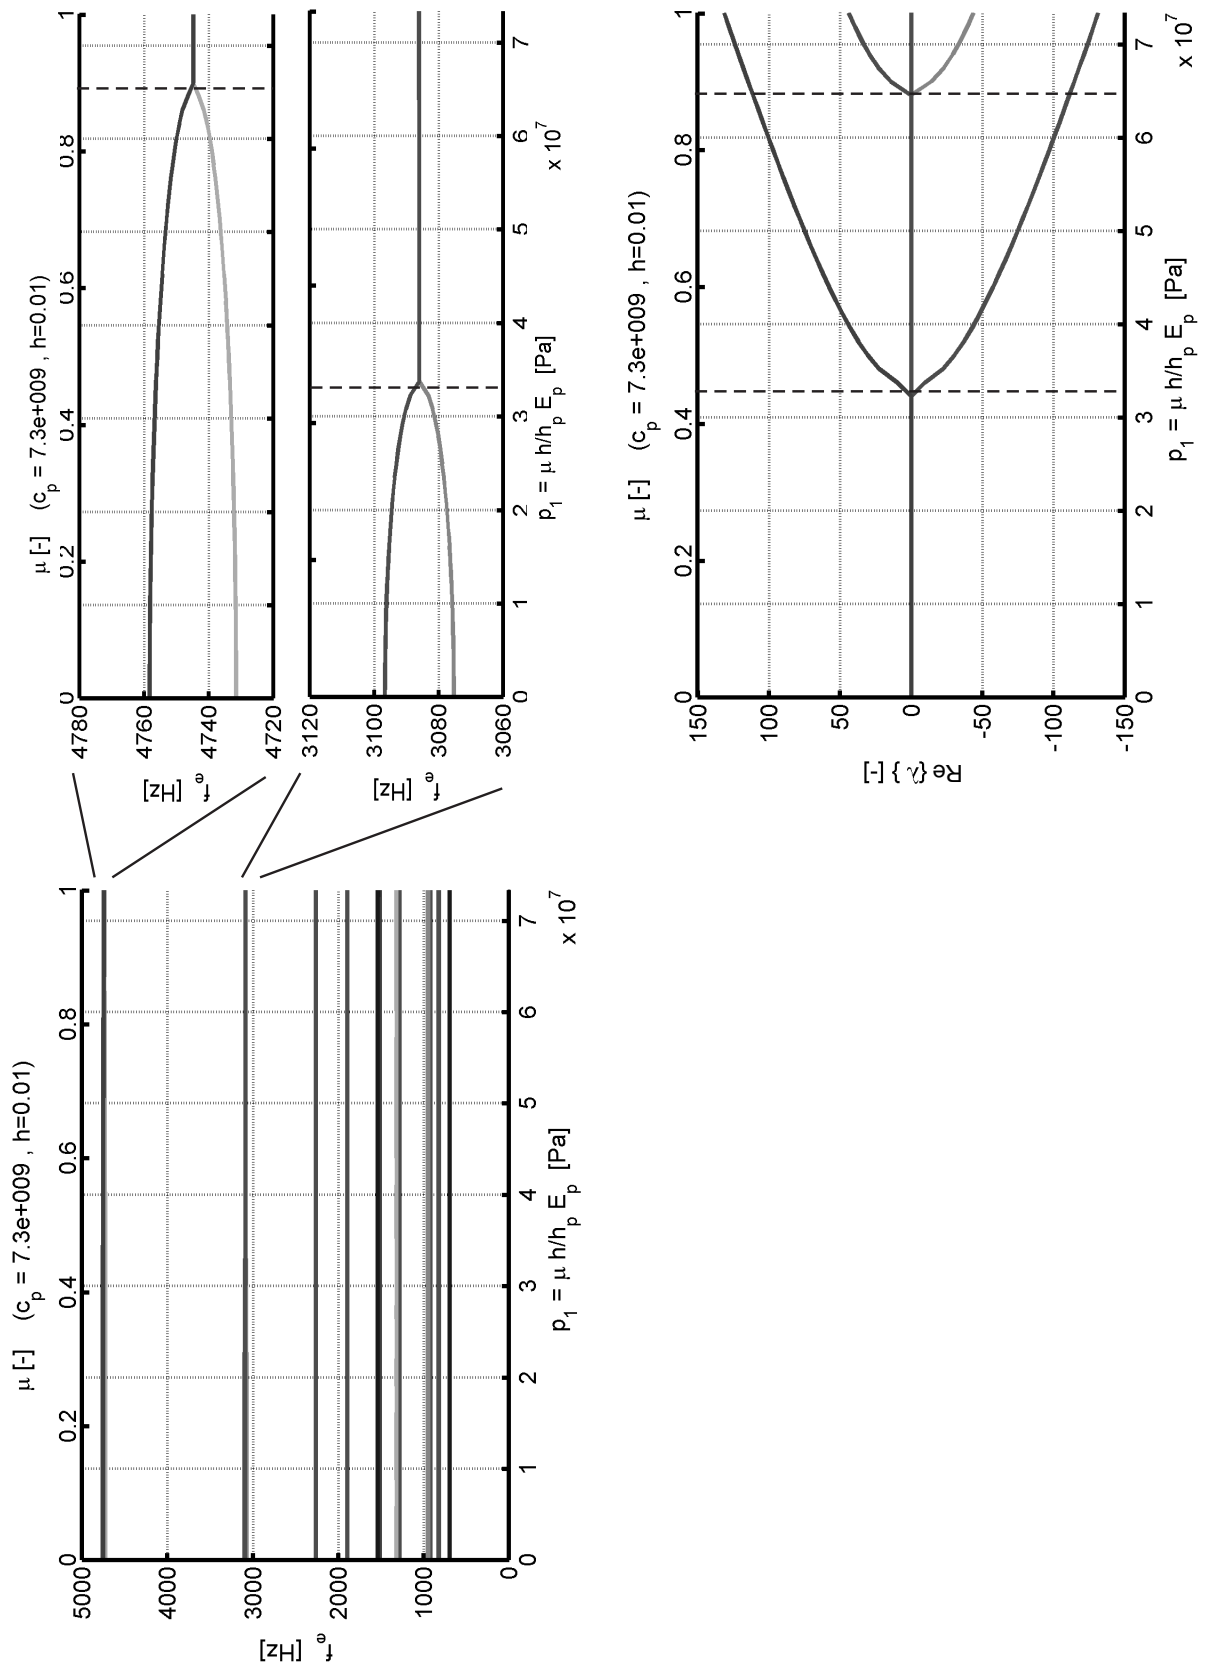 μ [-] (c_p = 7.3e+009 , h=0.01)
0 0.2 0.4 0.6 0.8 1
5000
4000
3000
2000
1000
0
f_e [Hz]
0 1 2 3 4 5 6 7
x 10^7
p_1 = μ h/h_p E_p [Pa]
μ [-] (c_p = 7.3e+009 , h=0.01)
0 0.2 0.4 0.6 0.8 1
4780
4760
4740
4720
f_e [Hz]
3120
3100
3080
3060
f_e [Hz]
0 1 2 3 4 5 6 7
x 10^7
p_1 = μ h/h_p E_p [Pa]
μ [-] (c_p = 7.3e+009 , h=0.01)
0 0.2 0.4 0.6 0.8 1
150
100
50
0
-50
-100
-150
Re{ λ } [-]
0 1 2 3 4 5 6 7
x 10^7
p_1 = μ h/h_p E_p [Pa]